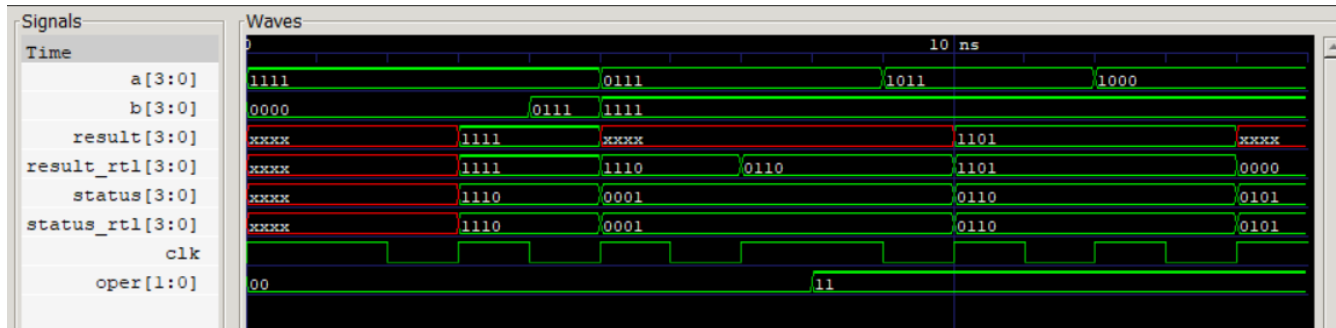 Signals Waves
Time 0 10 ns
a[3:0] 1111 0111 1011 1000
b[3:0] 0000 0111 1111
result[3:0] xxxx 1111 xxxx 1101 xxxx
result_rtl[3:0] xxxx 1111 1110 0110 1101 0000
status[3:0] xxxx 1110 0001 0110 0101
status_rtl[3:0] xxxx 1110 0001 0110 0101
clk
oper[1:0] 00 11